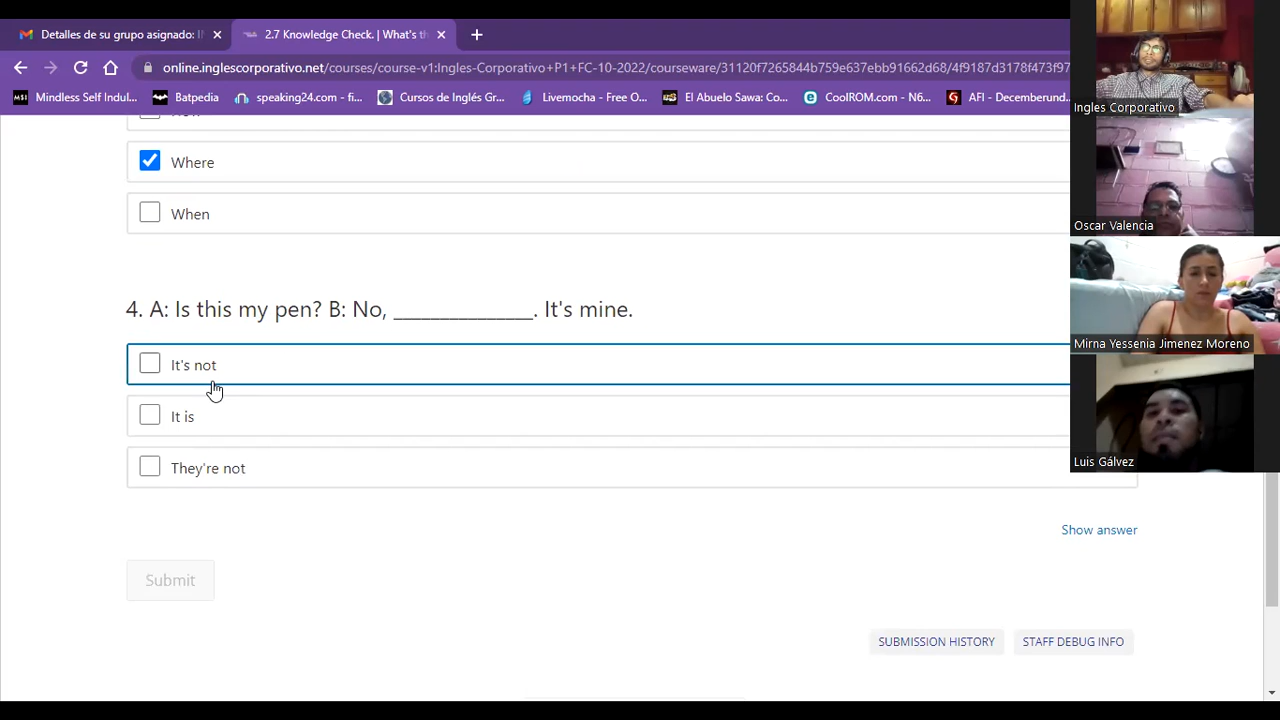 Detalles de su grupo asignado: I
2.7 Knowledge Check. | What's th
online.inglescorporativo.net/courses/course-v1:Ingles-Corporativo+P1+FC-10-2022/courseware/31120f7265844b759e637ebb91662d68/4f9187d3178f473f97
Mindless Self Indul...
Batpedia
speaking24.com - fi...
Cursos de Inglés Gr...
Livemocha - Free O...
El Abuelo Sawa: Co...
CoolROM.com - N6...
AFI - Decemberund
Where
When
4. A: Is this my pen? B: No, _______________. It's mine.
It's not
It is
They're not
Show answer
Submit
SUBMISSION HISTORY
STAFF DEBUG INFO
Ingles Corporativo
Oscar Valencia
Mirna Yessenia Jimenez Moreno
Luis Gálvez